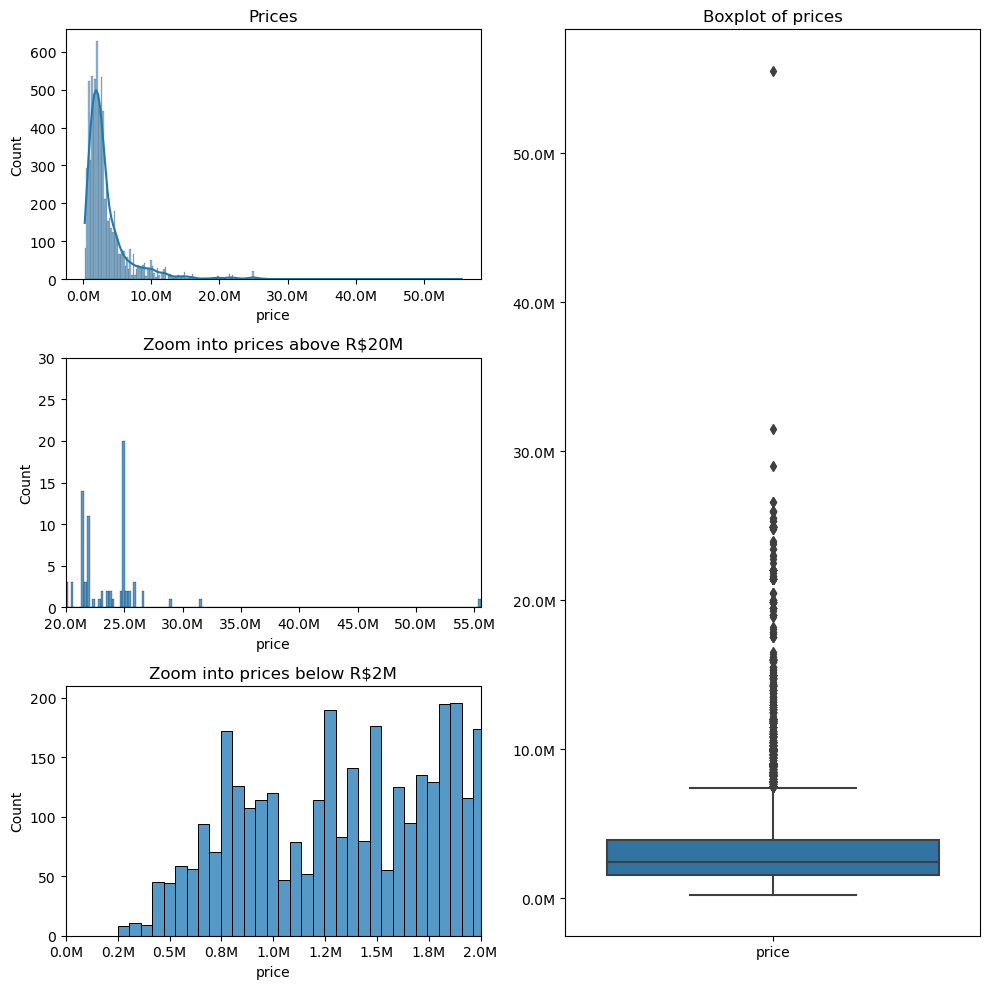 Prices
600
500
400
300
200
100
0
Count
0.0M 10.0M 20.0M 30.0M 40.0M 50.0M
price
Zoom into prices above R$20M
30
25
20
15
10
5
0
Count
20.0M 25.0M 30.0M 35.0M 40.0M 45.0M 50.0M 55.0M
price
Zoom into prices below R$2M
200
150
100
50
0
Count
0.0M 0.2M 0.5M 0.8M 1.0M 1.2M 1.5M 1.8M 2.0M
price
Boxplot of prices
50.0M
40.0M
30.0M
20.0M
10.0M
0.0M
price